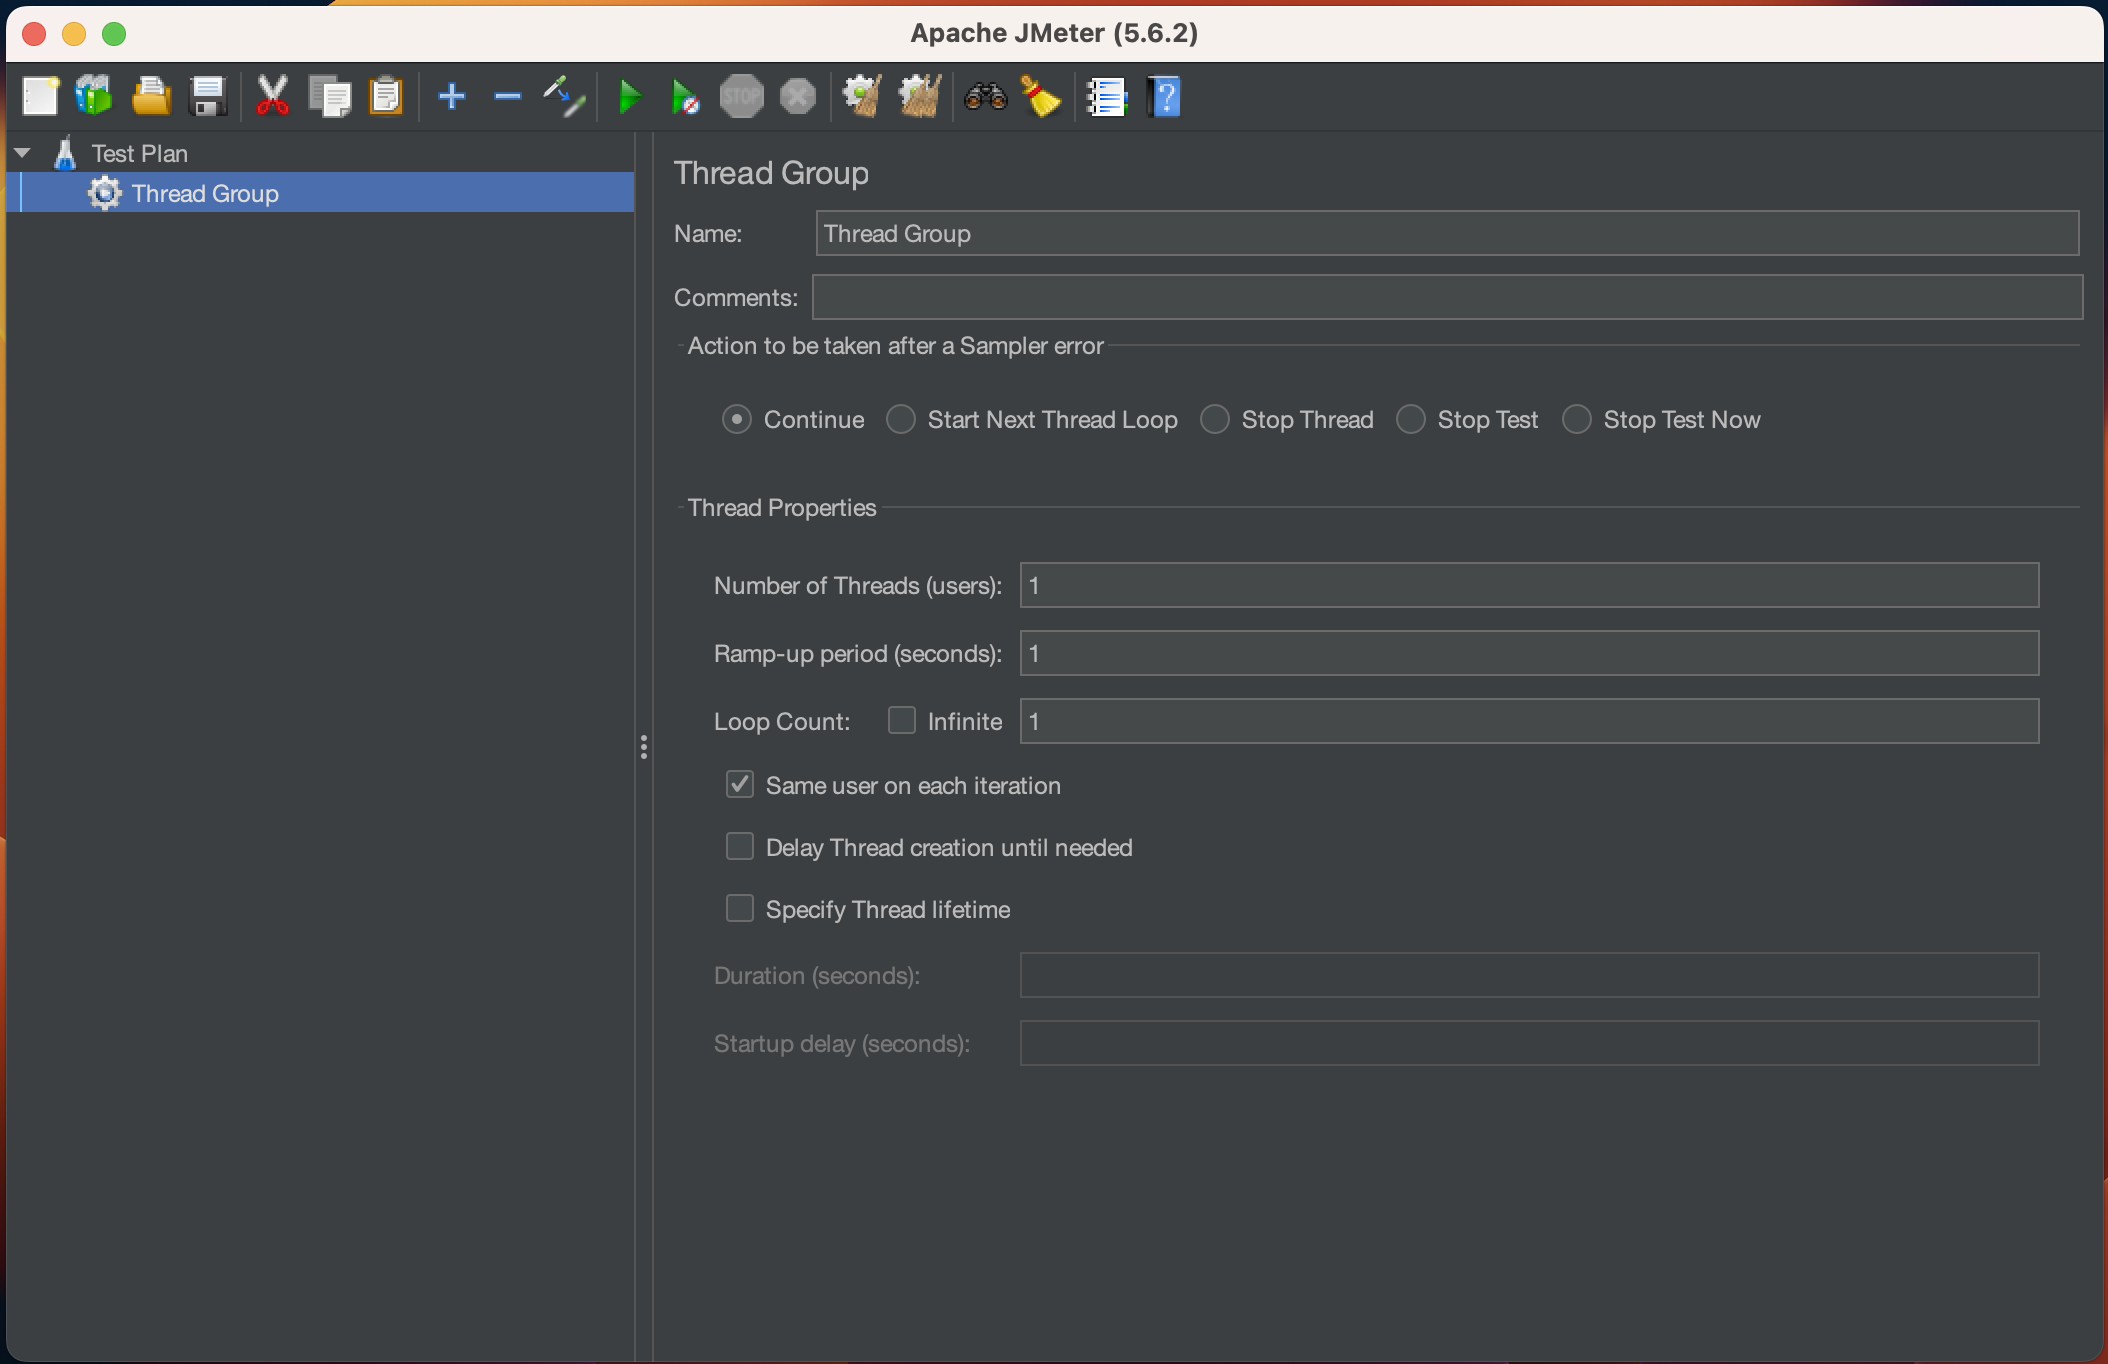 Apache JMeter (5.6.2)
STOP
?
Test Plan
Thread Group
Thread Group
Name: Thread Group
Comments:
Action to be taken after a Sampler error
Continue Start Next Thread Loop Stop Thread Stop Test Stop Test Now
Thread Properties
Number of Threads (users): 1
Ramp-up period (seconds): 1
Loop Count: Infinite 1
Same user on each iteration
Delay Thread creation until needed
Specify Thread lifetime
Duration (seconds):
Startup delay (seconds):